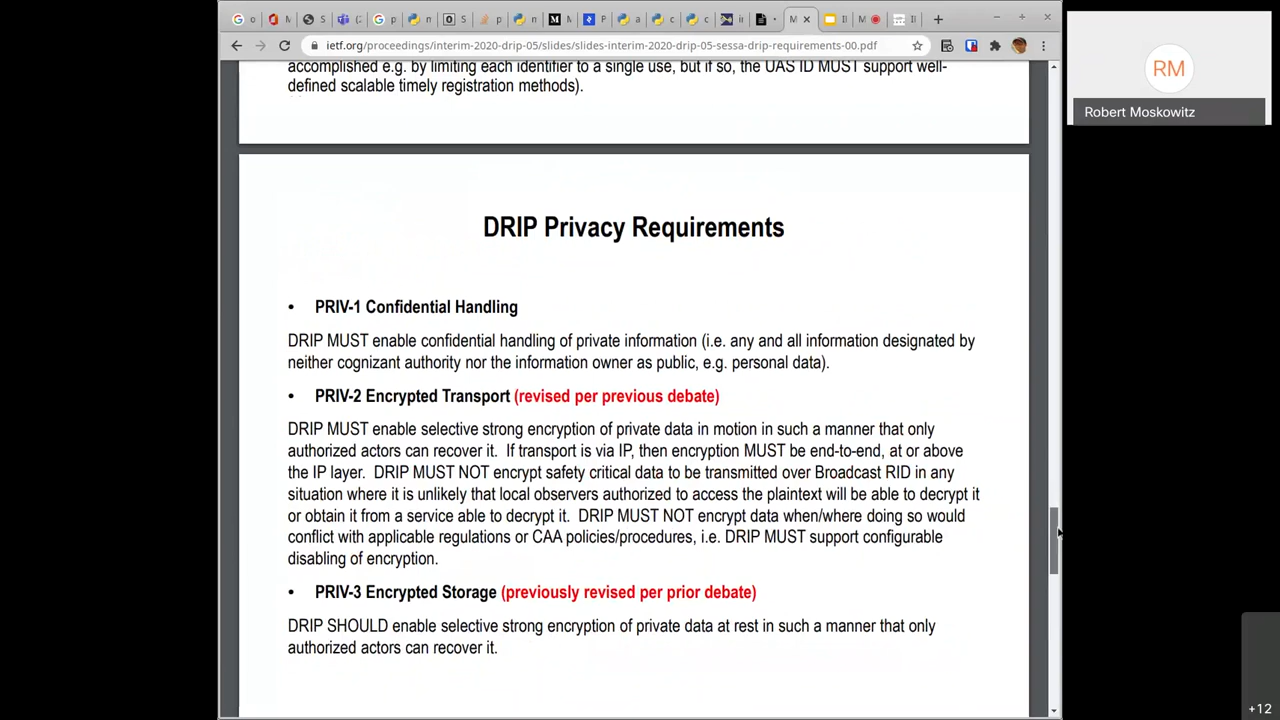 ietf.org/proceedings/interim-2020-drip-05/slides/slides-interim-2020-drip-05-sessa-drip-requirements-00.pdf
RM
Robert Moskowitz
accomplished e.g. by limiting each identifier to a single use, but if so, the UAS ID MUST support well-
defined scalable timely registration methods).
DRIP Privacy Requirements
• PRIV-1 Confidential Handling
DRIP MUST enable confidential handling of private information (i.e. any and all information designated by
neither cognizant authority nor the information owner as public, e.g. personal data).
• PRIV-2 Encrypted Transport (revised per previous debate)
DRIP MUST enable selective strong encryption of private data in motion in such a manner that only
authorized actors can recover it. If transport is via IP, then encryption MUST be end-to-end, at or above
the IP layer. DRIP MUST NOT encrypt safety critical data to be transmitted over Broadcast RID in any
situation where it is unlikely that local observers authorized to access the plaintext will be able to decrypt it
or obtain it from a service able to decrypt it. DRIP MUST NOT encrypt data when/where doing so would
conflict with applicable regulations or CAA policies/procedures, i.e. DRIP MUST support configurable
disabling of encryption.
• PRIV-3 Encrypted Storage (previously revised per prior debate)
DRIP SHOULD enable selective strong encryption of private data at rest in such a manner that only
authorized actors can recover it.
+12